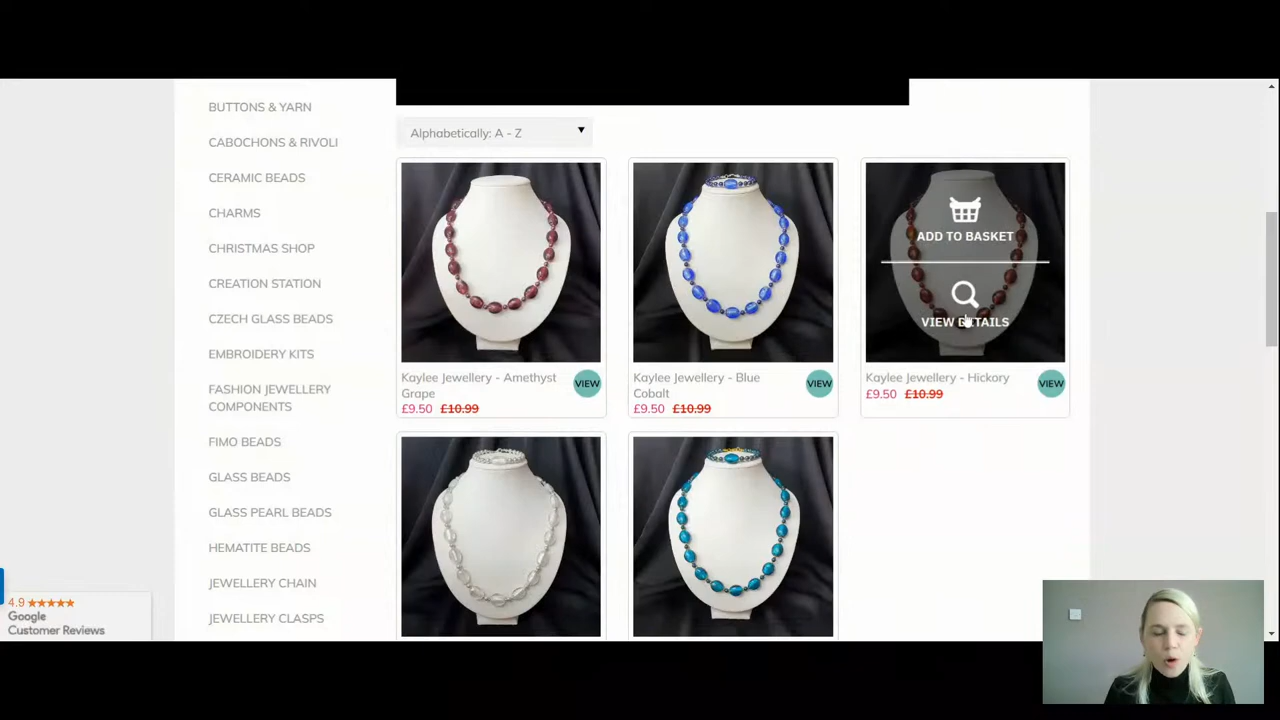 BUTTONS & YARN
CABOCHONS & RIVOLI
CERAMIC BEADS
CHARMS
CHRISTMAS SHOP
CREATION STATION
CZECH GLASS BEADS
EMBROIDERY KITS
FASHION JEWELLERY
COMPONENTS
FIMO BEADS
GLASS BEADS
GLASS PEARL BEADS
HEMATITE BEADS
JEWELLERY CHAIN
JEWELLERY CLASPS
4.9 ★★★★★
Google
Customer Reviews
Alphabetically: A - Z
Kaylee Jewellery - Amethyst
Grape
VIEW
£9.50 £10.99
Kaylee Jewellery - Blue
Cobalt
VIEW
£9.50 £10.99
ADD TO BASKET
VIEW DETAILS
Kaylee Jewellery - Hickory
VIEW
£9.50 £10.99